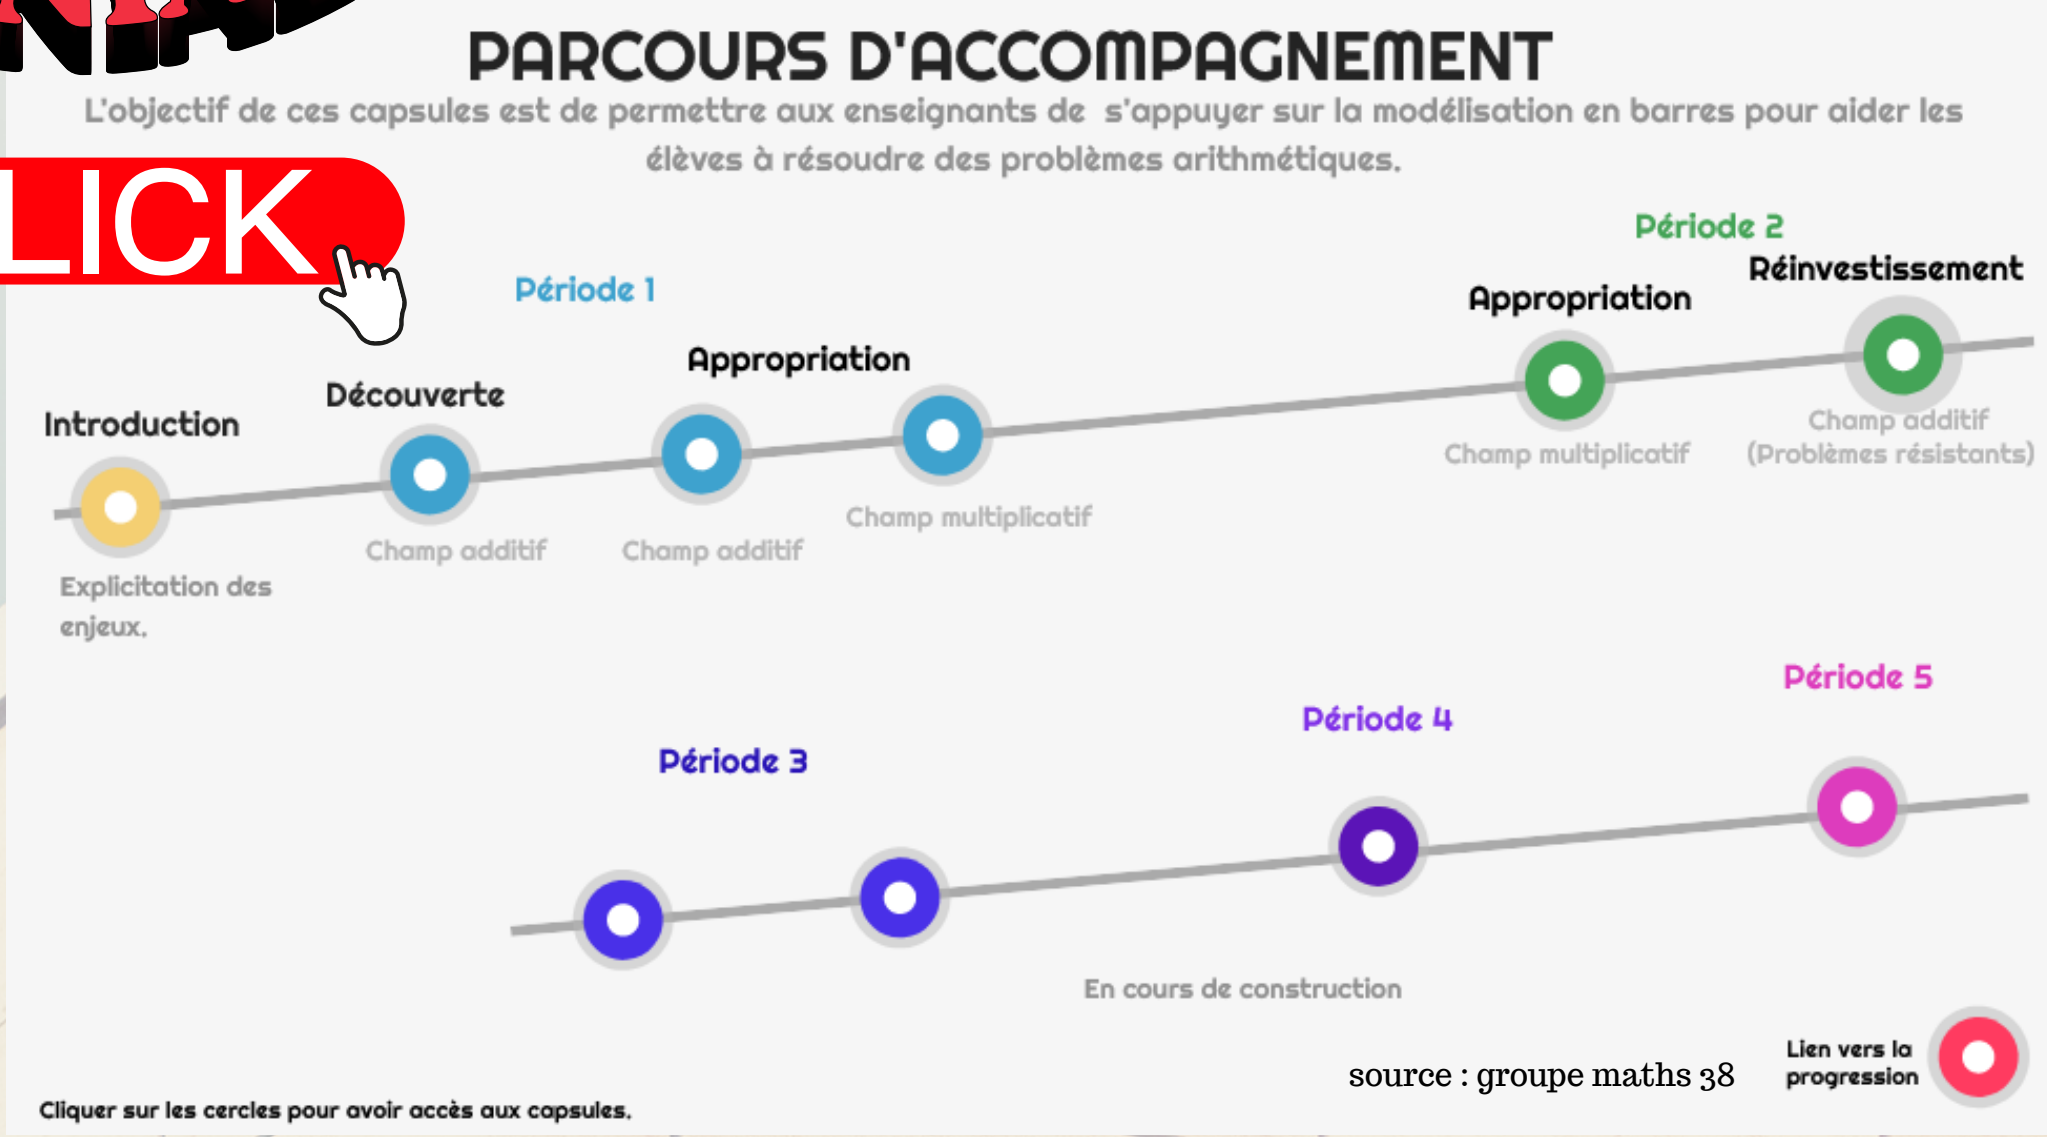 PARCOURS D'ACCOMPAGNEMENT
L'objectif de ces capsules est de permettre aux enseignants de s'appuyer sur la modélisation en barres pour aider les
élèves à résoudre des problèmes arithmétiques.
LICK
Période 1
Période 2
Introduction
Découverte
Appropriation
Appropriation
Réinvestissement
Explicitation des
enjeux.
Champ additif
Champ additif
Champ multiplicatif
Champ multiplicatif
Champ additif
(Problèmes résistants)
Période 3
Période 4
Période 5
En cours de construction
source : groupe maths 38
Lien vers la
progression
Cliquer sur les cercles pour avoir accès aux capsules.